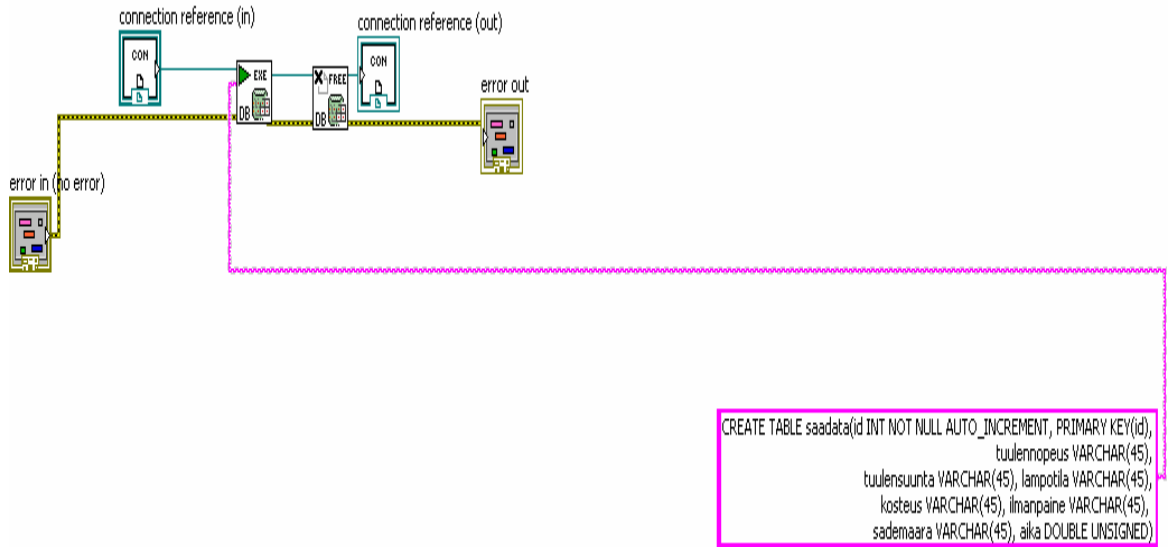 connection reference (in)
connection reference (out)
CON
CON
EXE
FREE
DB
DB
error out
error in (no error)
CREATE TABLE saadata(id INT NOT NULL AUTO_INCREMENT, PRIMARY KEY(id),
tuulennopeus VARCHAR(45),
tuulensuunta VARCHAR(45), lampotila VARCHAR(45),
kosteus VARCHAR(45), ilmanpaine VARCHAR(45),
sademaara VARCHAR(45), aika DOUBLE UNSIGNED)